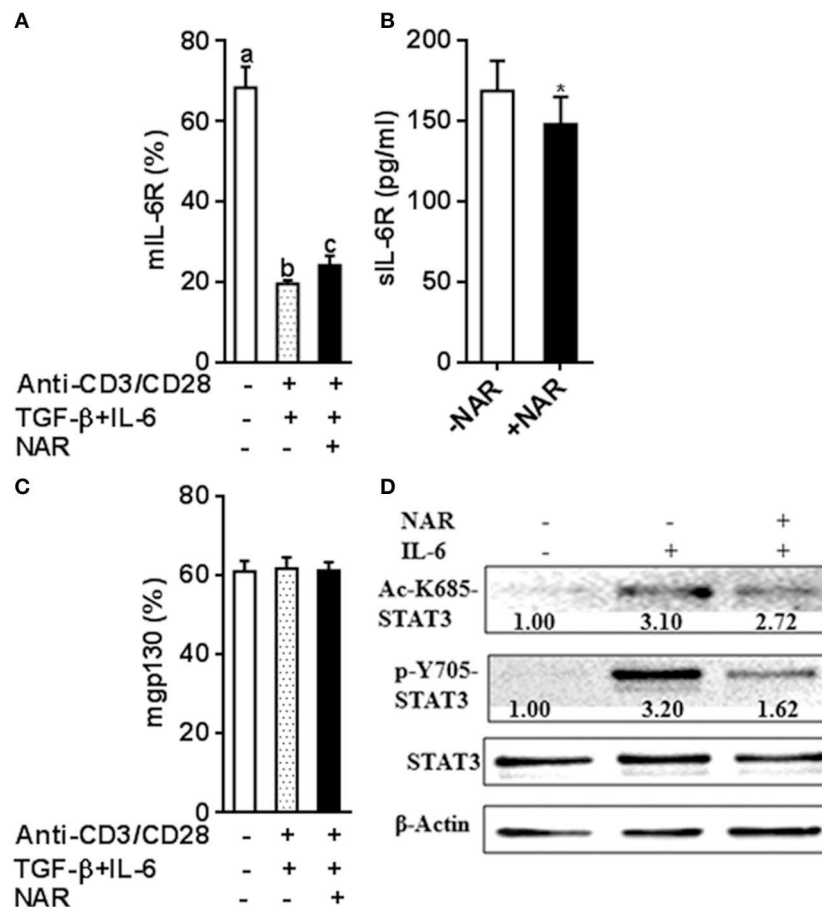 A
mIL-6R (%)
80
60
40
20
0
a
b
c
Anti-CD3/CD28 - + +
TGF-β+IL-6 - + +
NAR - - +
B
sIL-6R (pg/ml)
200
150
100
50
0
*
-NAR
+NAR
C
mgp130 (%)
80
60
40
20
0
Anti-CD3/CD28 - + +
TGF-β+IL-6 - + +
NAR - - +
D
NAR - - +
IL-6 - + +
Ac-K685-
STAT3
1.00 3.10 2.72
p-Y705-
STAT3
1.00 3.20 1.62
STAT3
β-Actin